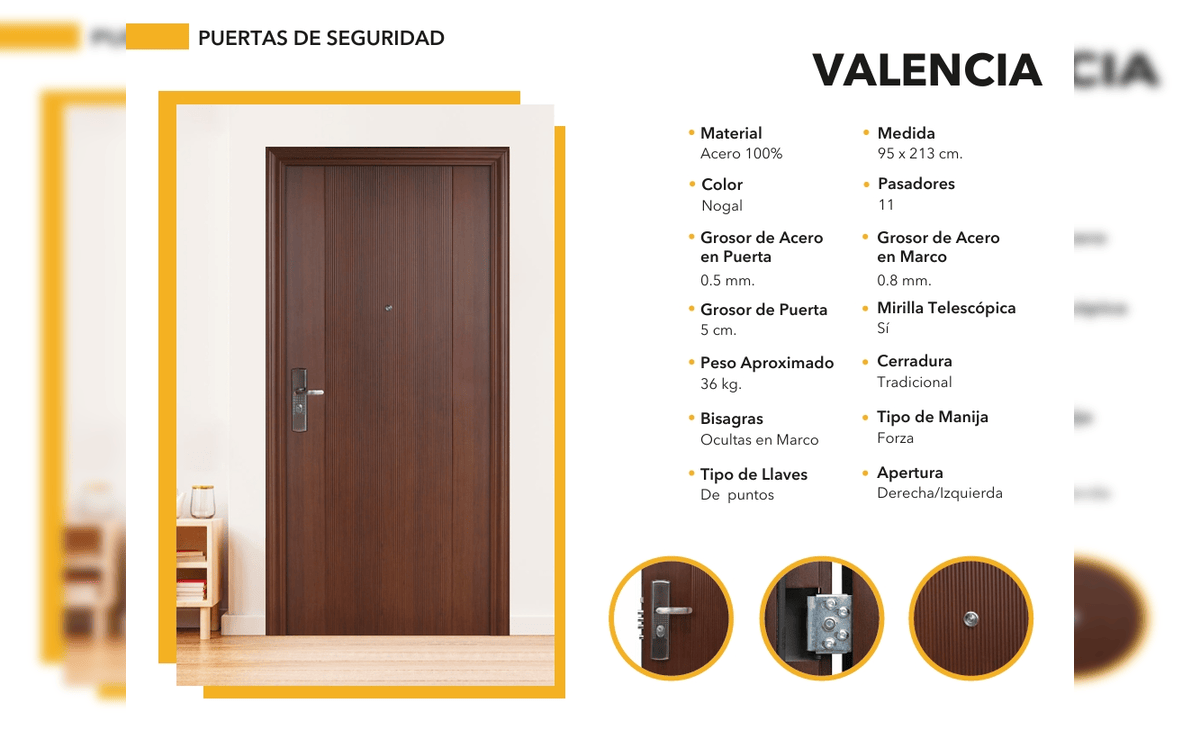 PUERTAS DE SEGURIDAD
VALENCIA
Material
Acero 100%
Color
Nogal
Grosor de Acero
en Puerta
0.5 mm.
Grosor de Puerta
5 cm.
Peso Aproximado
36 kg.
Bisagras
Ocultas en Marco
Tipo de Llaves
De puntos
Medida
95 x 213 cm.
Pasadores
11
Grosor de Acero
en Marco
0.8 mm.
Mirilla Telescópica
Sí
Cerradura
Tradicional
Tipo de Manija
Forza
Apertura
Derecha/Izquierda